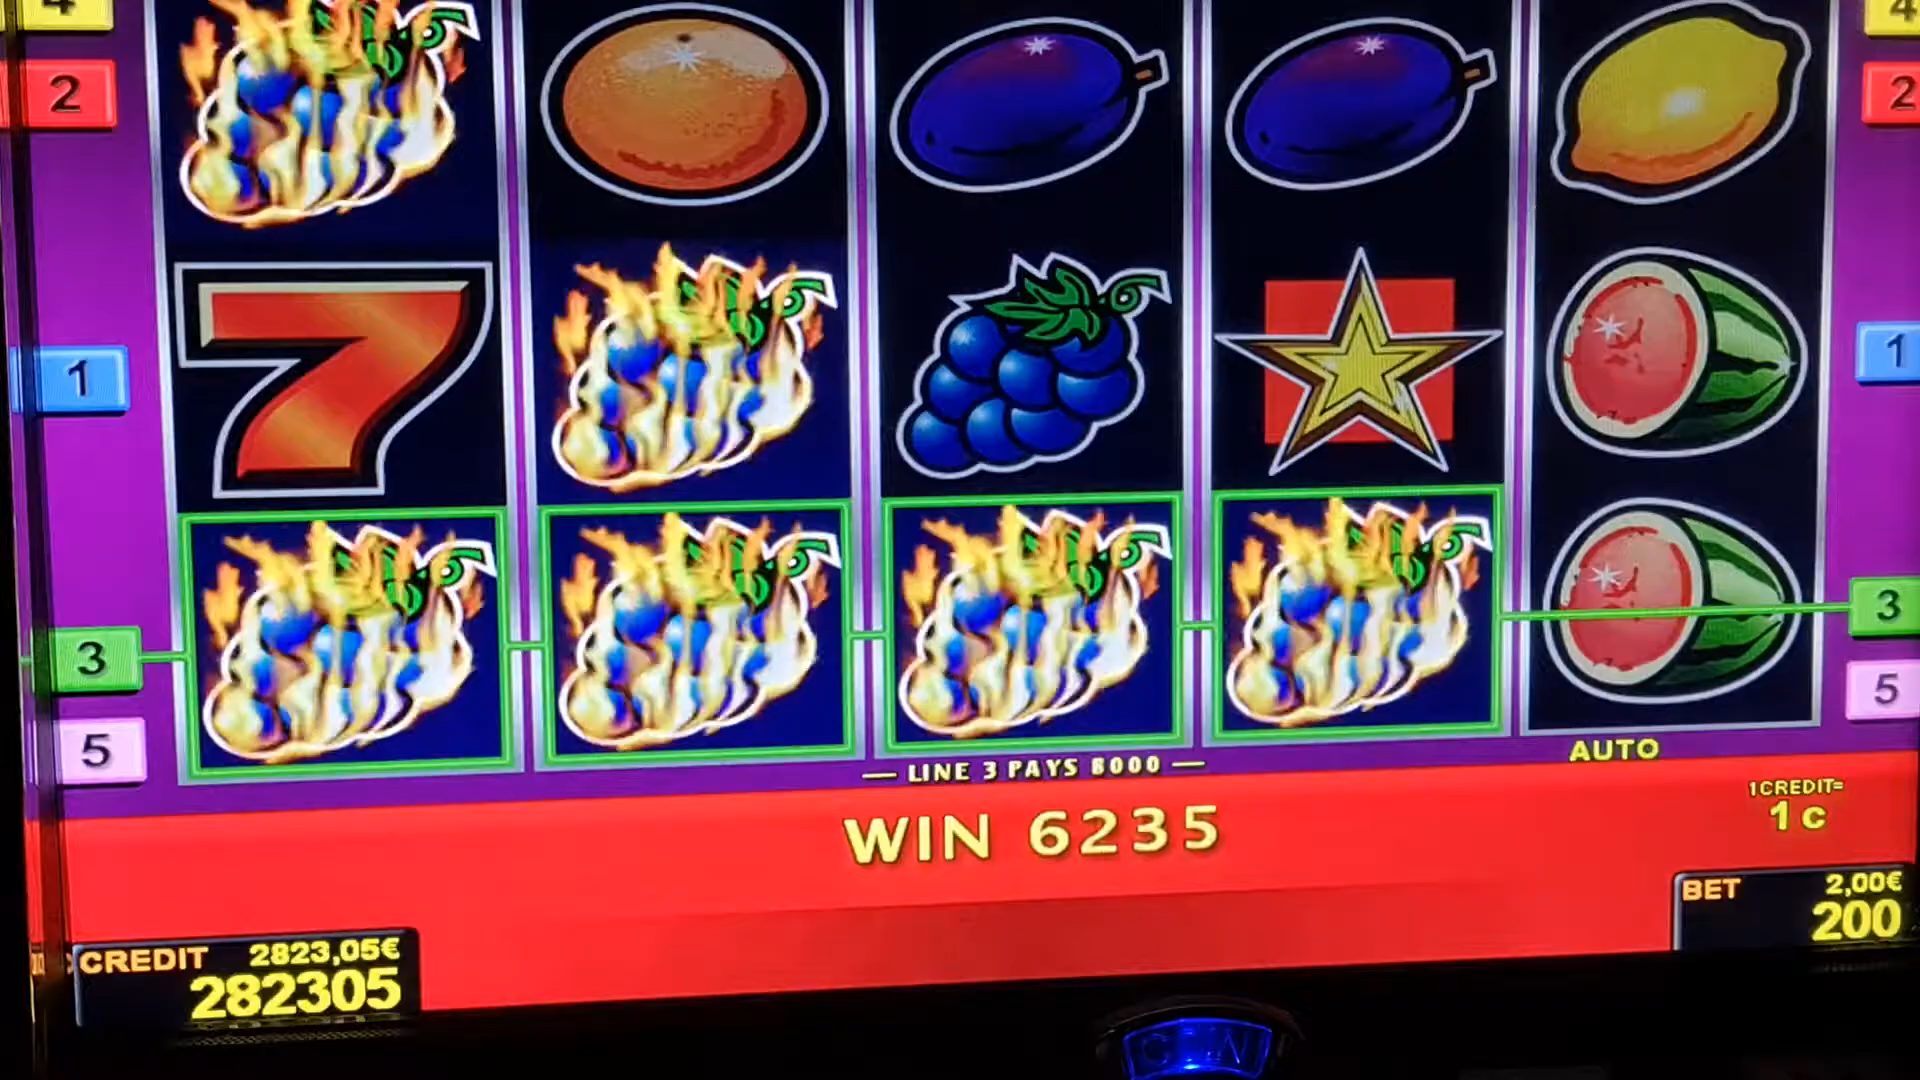 4
4
2
2
1
1
3
3
5
5
AUTO
LINE 3 PAYS 8000
1CREDIT=
1 c
WIN 6235
BET 2,00€
200
CREDIT 2823,05€
282305